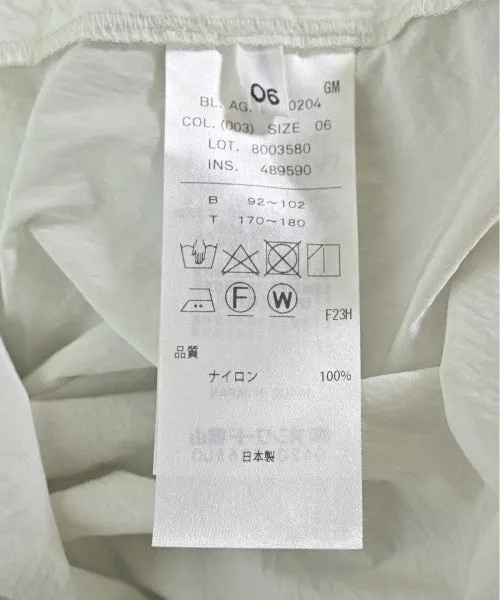 06
GM
BL. AG. 0204
COL. (003) SIZE 06
LOT. 8003580
INS. 489590
B 92～102
T 170～180
F
W
F23H
品質
ナイロン 100%
日本製